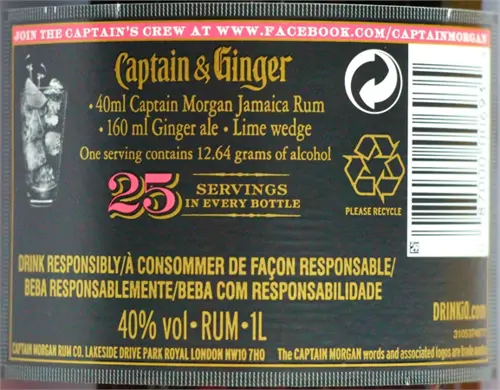 JOIN THE CAPTAIN'S CREW AT WWW.FACEBOOK.COM/CAPTAINMORGAN
Captain & Ginger
• 40ml Captain Morgan Jamaica Rum
• 160 ml Ginger ale • Lime wedge
One serving contains 12.64 grams of alcohol
25 SERVINGS
IN EVERY BOTTLE
PLEASE RECYCLE
DRINK RESPONSIBLY/À CONSOMMER DE FAÇON RESPONSABLE/
BEBA RESPONSABLEMENTE/BEBA COM RESPONSABILIDADE
DRINKiQ.com
40% vol • RUM • 1L
CAPTAIN MORGAN RUM CO. LAKESIDE DRIVE PARK ROYAL LONDON NW10 7HQ
The CAPTAIN MORGAN words and associated logos are trade